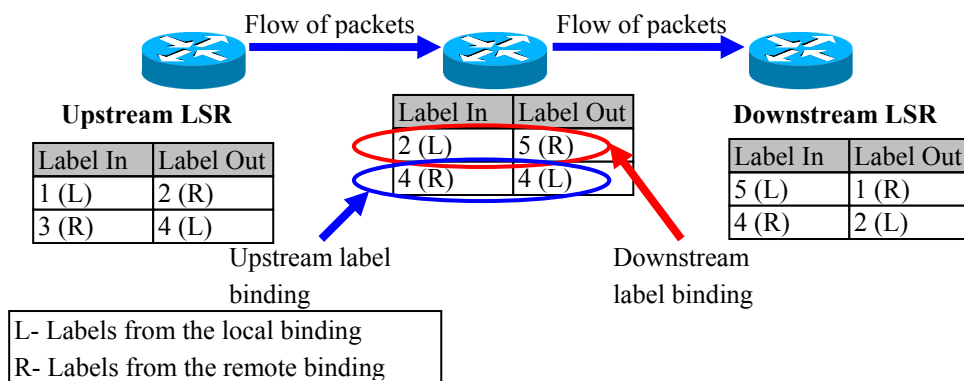 Flow of packets
Flow of packets
Upstream LSR
Label In Label Out
1 (L) 2 (R)
3 (R) 4 (L)
Label In Label Out
2 (L) 5 (R)
4 (R) 4 (L)
Downstream LSR
Label In Label Out
5 (L) 1 (R)
4 (R) 2 (L)
Upstream label
binding
Downstream
label binding
L- Labels from the local binding
R- Labels from the remote binding